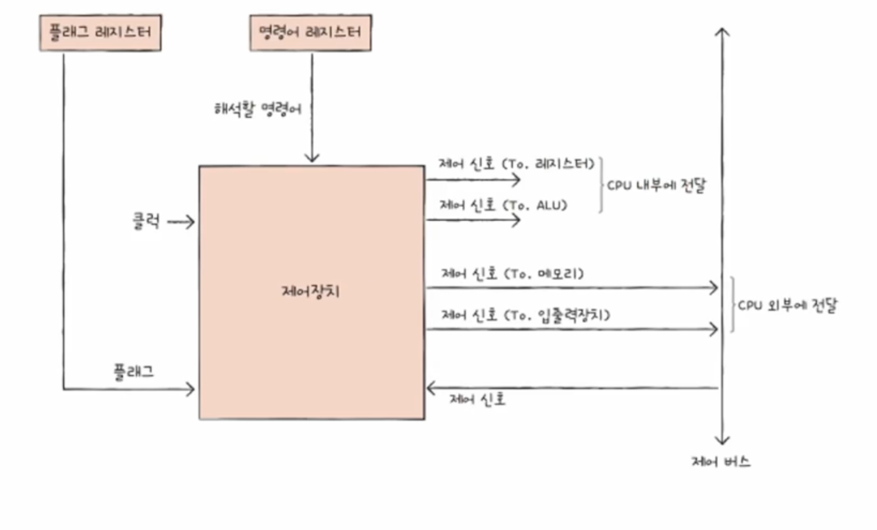 플래그 레지스터
명령어 레지스터
해석할 명령어
제어 신호 (To. 레지스터)
CPU 내부에 전달
제어 신호 (To. ALU)
클럭
제어장치
제어 신호 (To. 메모리)
CPU 외부에 전달
제어 신호 (To. 입출력장치)
플래그
제어 신호
제어 버스